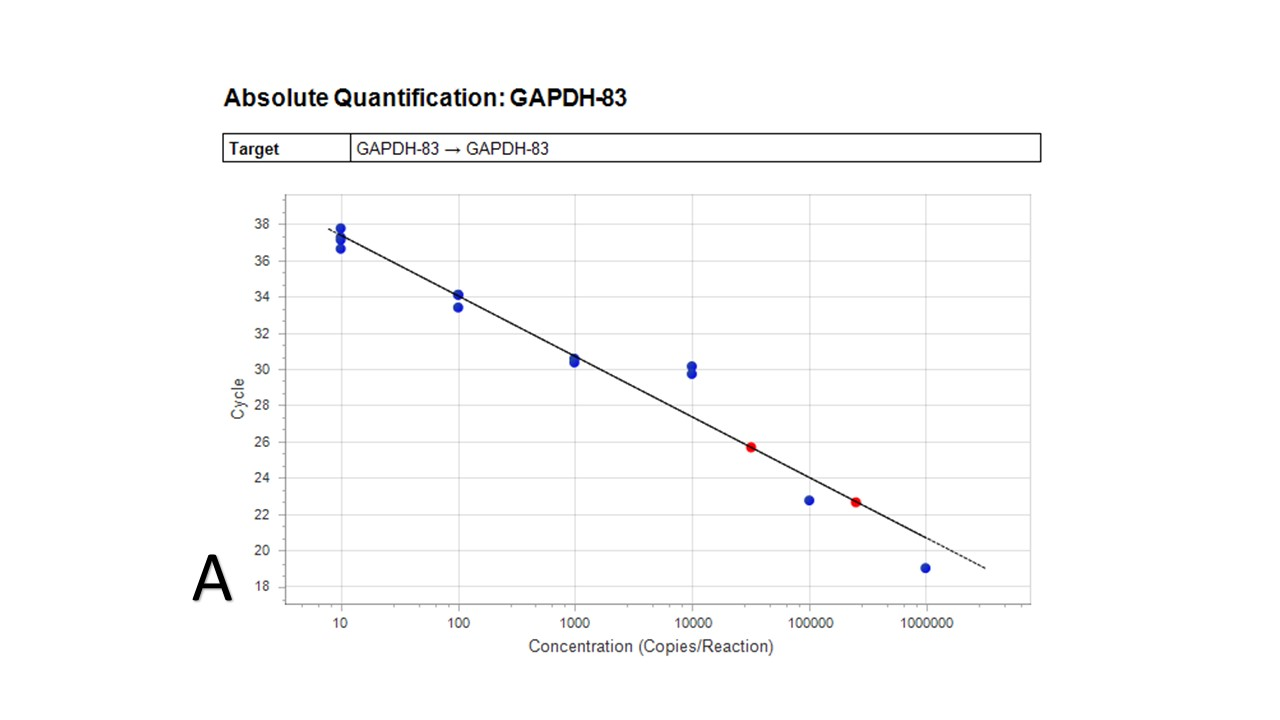 Absolute Quantification: GAPDH-83
Target GAPDH-83 → GAPDH-83
38
36
34
32
30
28
26
24
22
20
18
Cycle
A
10 100 1000 10000 100000 1000000
Concentration (Copies/Reaction)